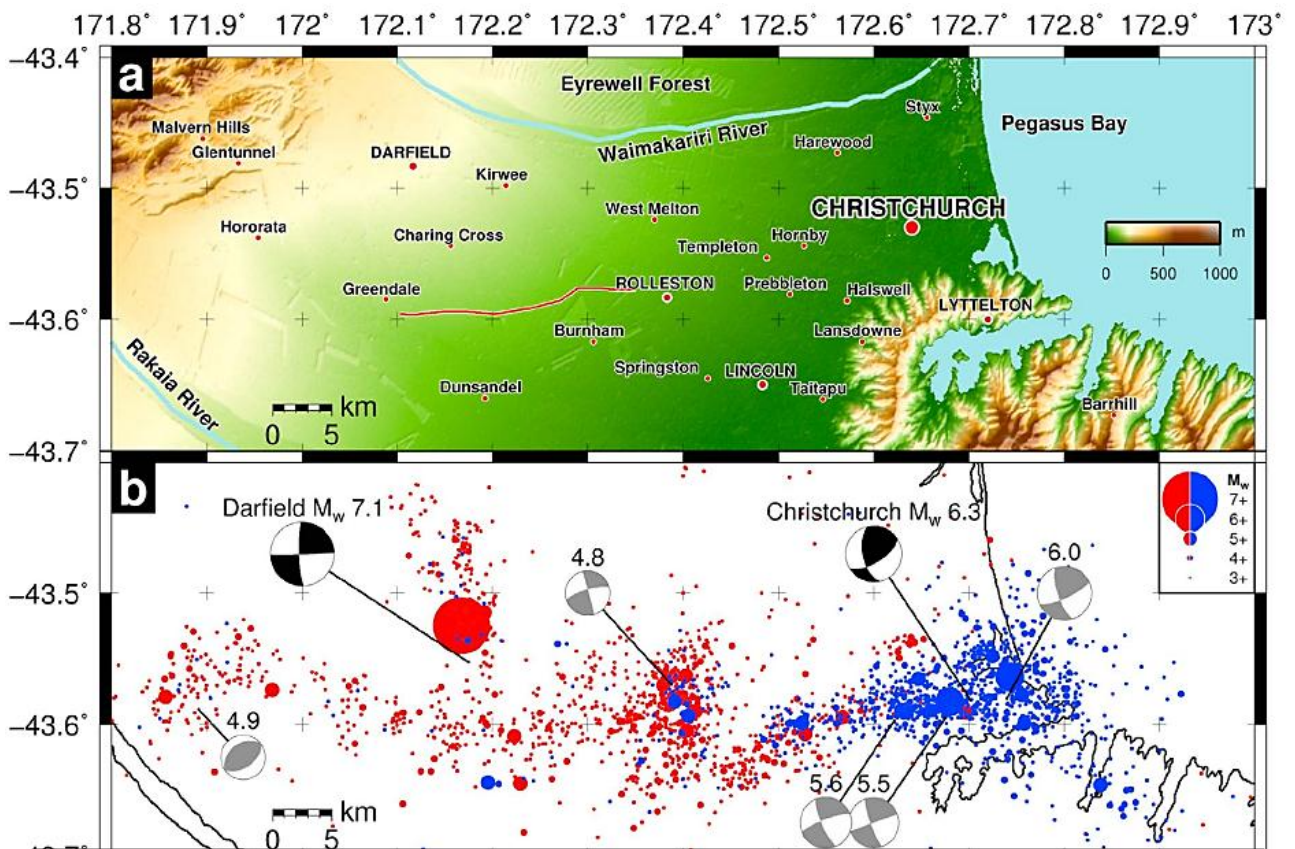 171.8° 171.9° 172° 172.1° 172.2° 172.3° 172.4° 172.5° 172.6° 172.7° 172.8° 172.9° 173°
−43.4°
a
Eyrewell Forest
Styx
Pegasus Bay
Malvern Hills
Waimakariri River
Glentunnel
DARFIELD
Harewood
Kirwee
−43.5°
West Melton
CHRISTCHURCH
Hororata
Charing Cross
Templeton
Hornby
m
0 500 1000
Greendale
ROLLESTON
Prebbleton
Halswell
LYTTELTON
−43.6°
Burnham
Lansdowne
Rakaia River
Springston
LINCOLN
Taitapu
Dunsandel
Barrhill
km
0 5
−43.7°
b
Darfield Mw 7.1
Christchurch Mw 6.3
Mw
7+
6+
5+
4+
3+
4.8
6.0
−43.5°
−43.6°
4.9
5.6 5.5
km
0 5